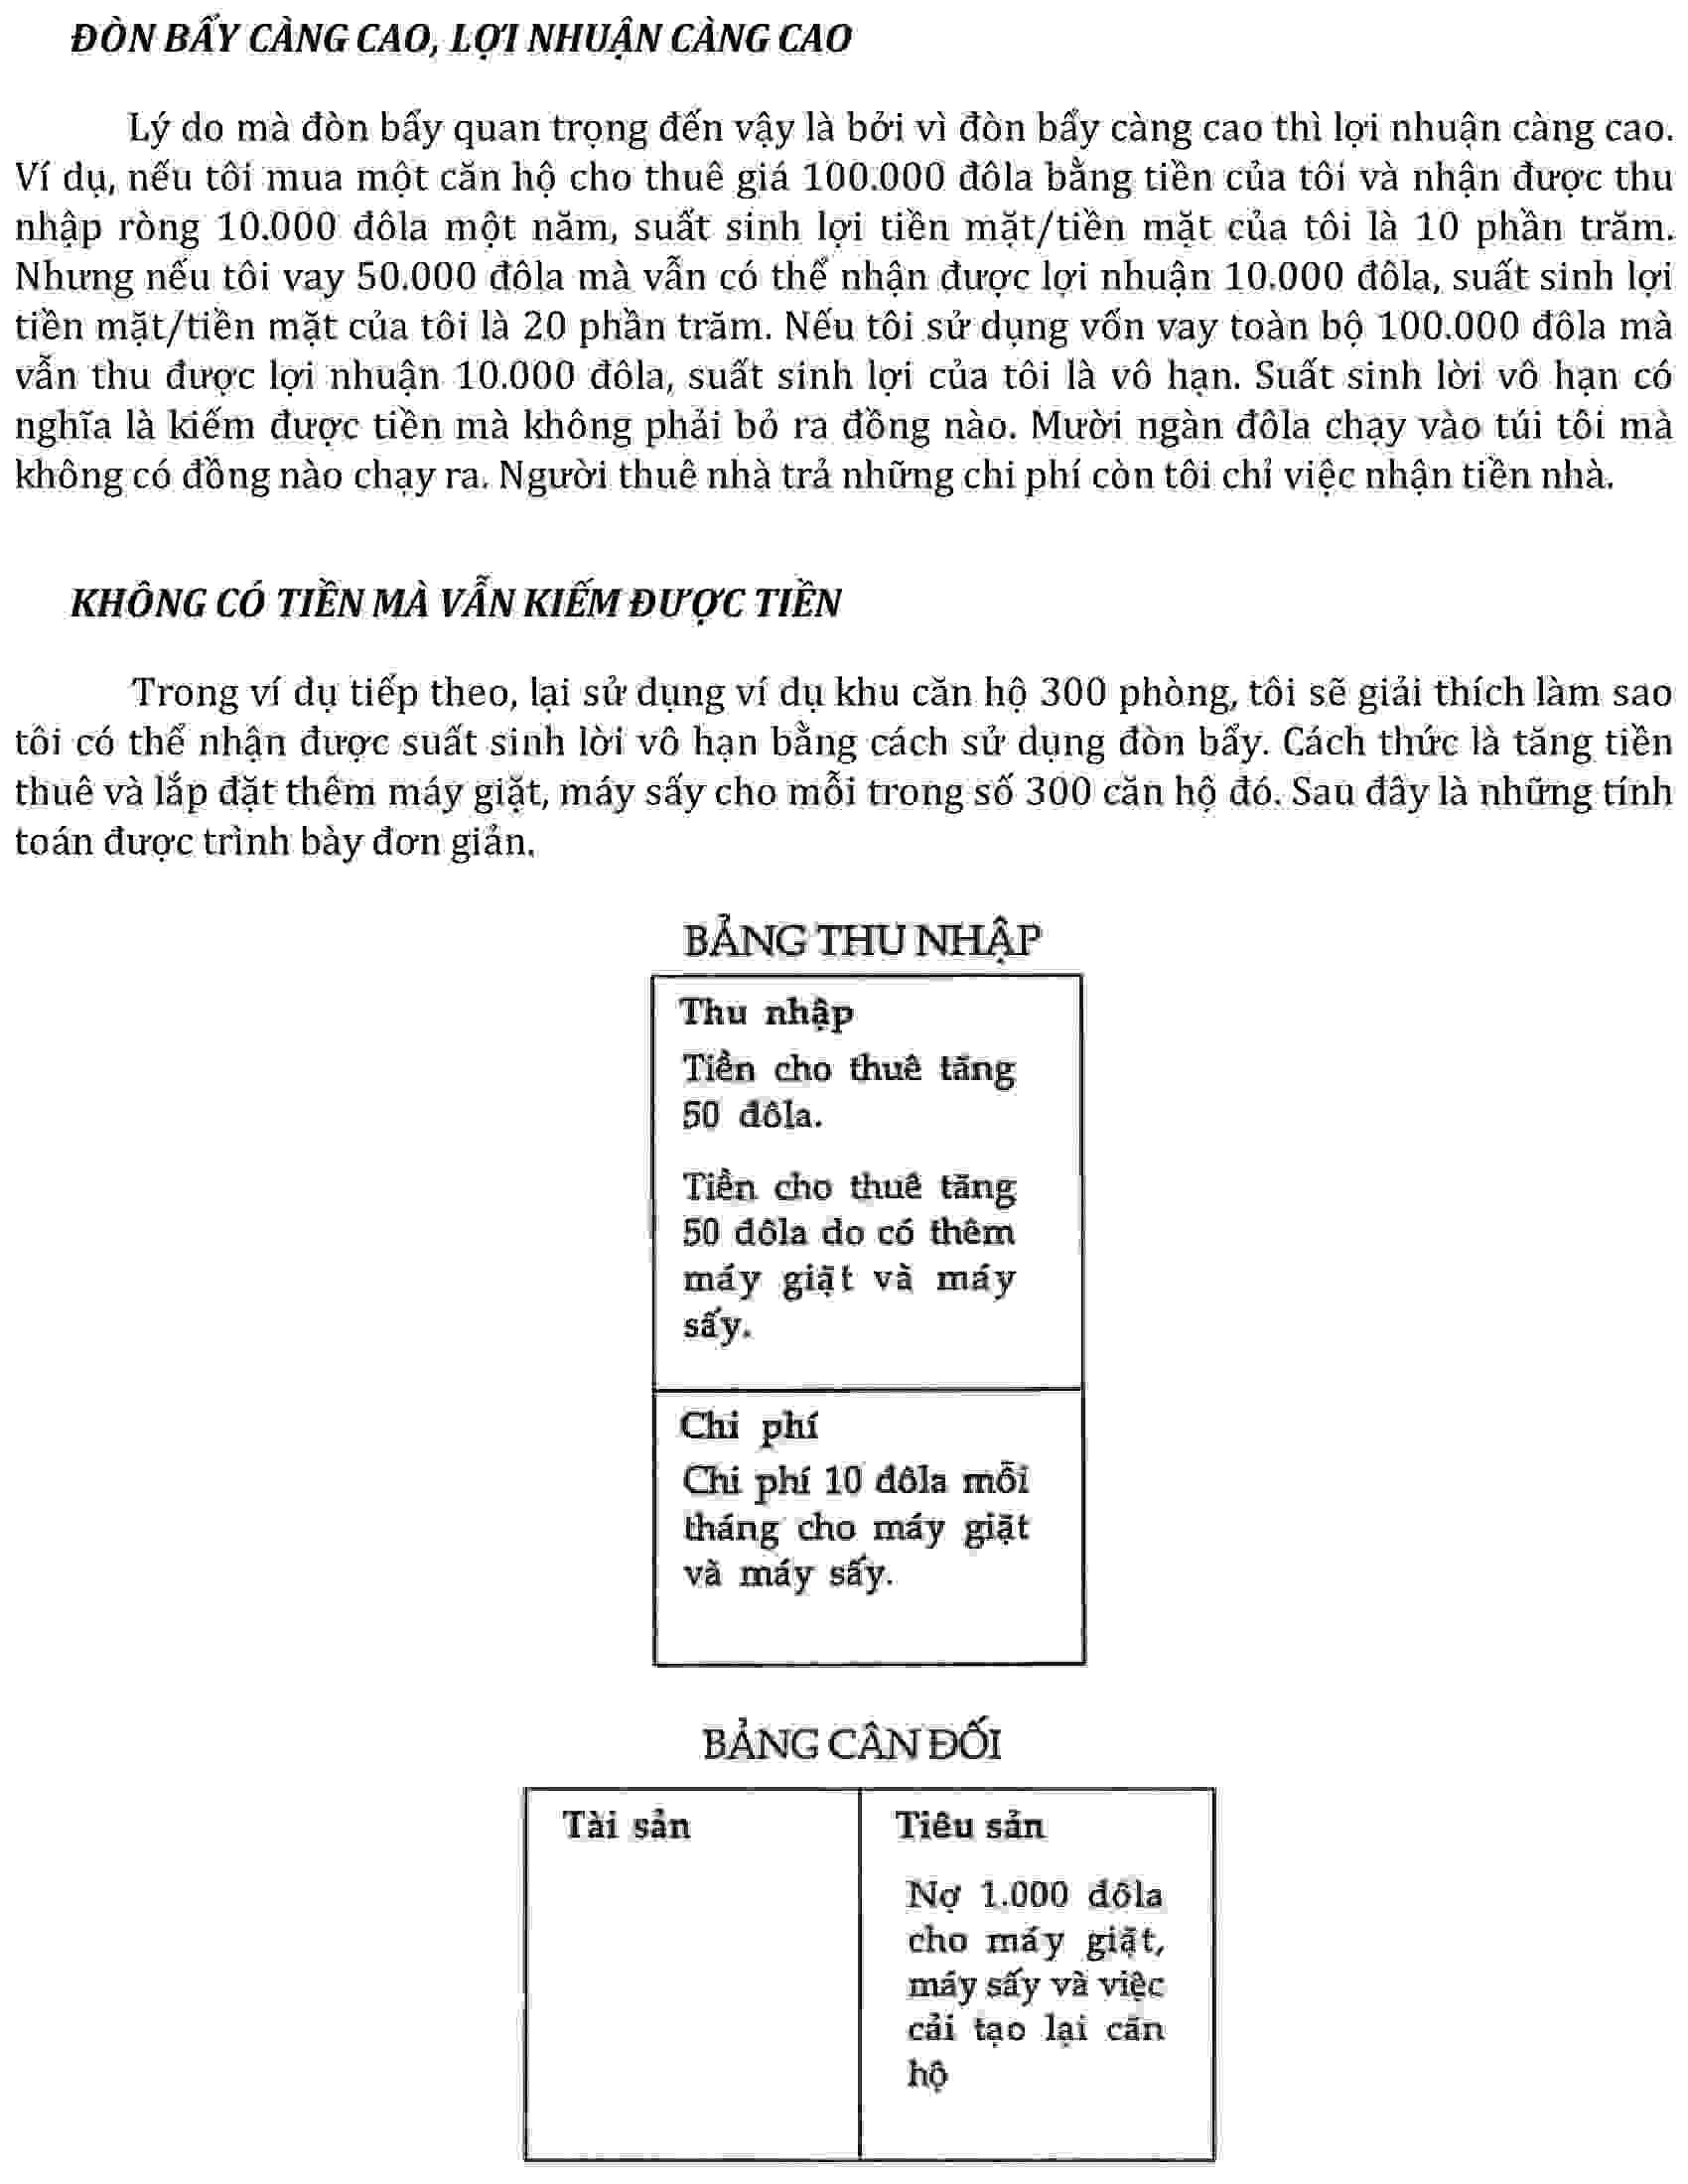 ĐÒN BẨY CÀNG CAO, LỢI NHUẬN CÀNG CAO
Lý do mà đòn bẩy quan trọng đến vậy là bởi vì đòn bẩy càng cao thì lợi nhuận càng cao.
Ví dụ, nếu tôi mua một căn hộ cho thuê giá 100.000 đôla bằng tiền của tôi và nhận được thu
nhập ròng 10.000 đôla một năm, suất sinh lợi tiền mặt/tiền mặt của tôi là 10 phần trăm.
Nhưng nếu tôi vay 50.000 đôla mà vẫn có thể nhận được lợi nhuận 10.000 đôla, suất sinh lợi
tiền mặt/tiền mặt của tôi là 20 phần trăm. Nếu tôi sử dụng vốn vay toàn bộ 100.000 đôla mà
vẫn thu được lợi nhuận 10.000 đôla, suất sinh lợi của tôi là vô hạn. Suất sinh lời vô hạn có
nghĩa là kiếm được tiền mà không phải bỏ ra đồng nào. Mười ngàn đôla chạy vào túi tôi mà
không có đồng nào chạy ra. Người thuê nhà trả những chi phí còn tôi chỉ việc nhận tiền nhà.
KHÔNG CÓ TIỀN MÀ VẪN KIẾM ĐƯỢC TIỀN
Trong ví dụ tiếp theo, lại sử dụng ví dụ khu căn hộ 300 phòng, tôi sẽ giải thích làm sao
tôi có thể nhận được suất sinh lời vô hạn bằng cách sử dụng đòn bẩy. Cách thức là tăng tiền
thuê và lắp đặt thêm máy giặt, máy sấy cho mỗi trong số 300 căn hộ đó. Sau đây là những tính
toán được trình bày đơn giản.
BẢNG THU NHẬP
Thu nhập
Tiền cho thuê tăng
50 đôla.
Tiền cho thuê tăng
50 đôla do có thêm
máy giặt và máy
sấy.
Chi phí
Chi phí 10 đôla mỗi
tháng cho máy giặt
và máy sấy.
BẢNG CÂN ĐỐI
Tài sản
Tiêu sản
Nợ 1.000 đôla
cho máy giặt,
máy sấy và việc
cải tạo lại căn
hộ